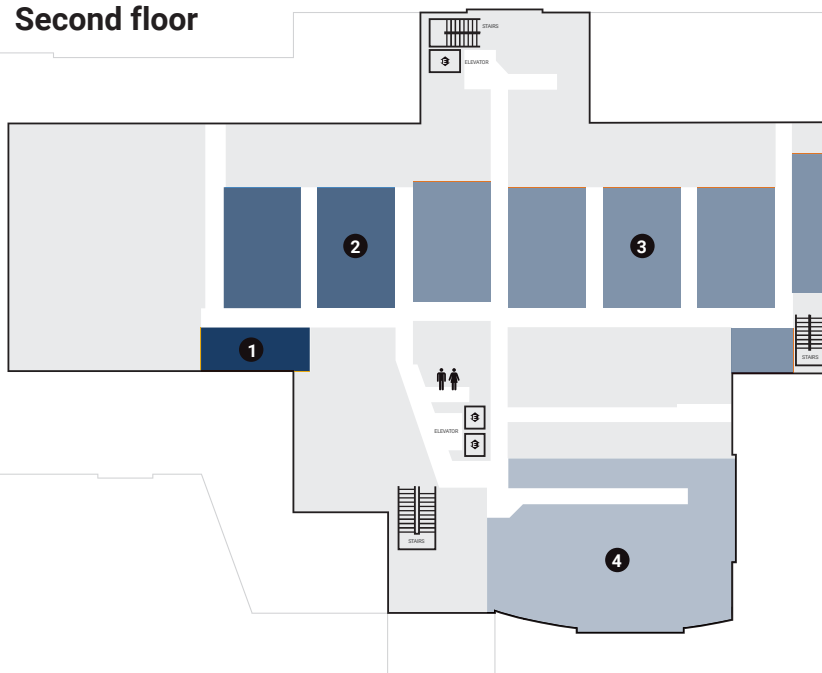 Second floor
STAIRS
ELEVATOR
2
3
1
STAIRS
ELEVATOR
STAIRS
4